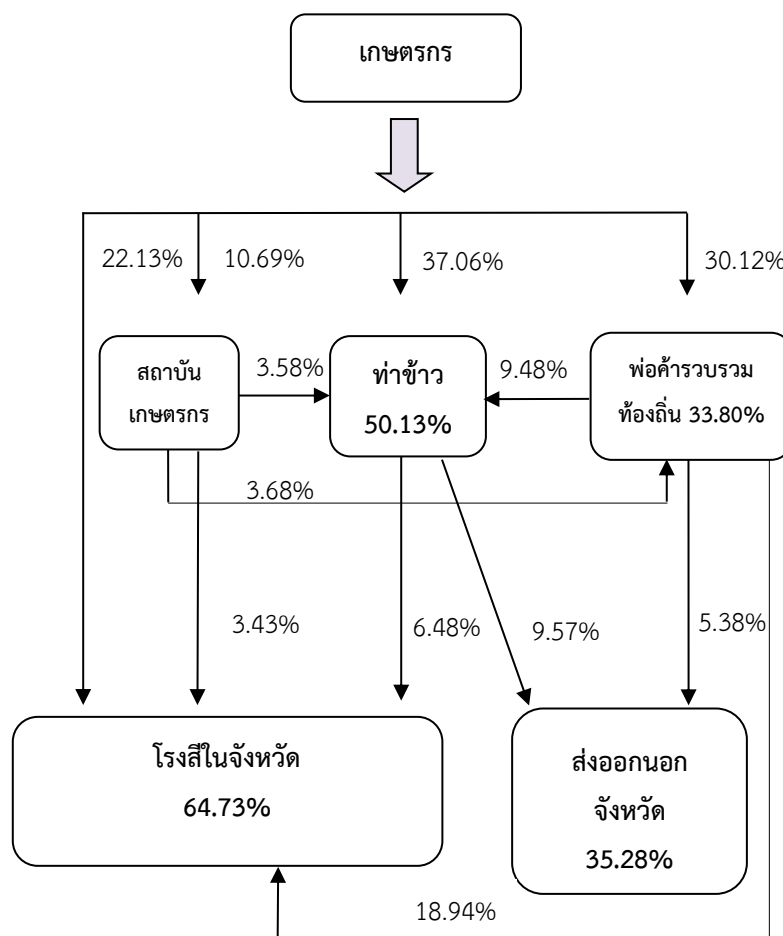 เกษตรกร
22.13%
10.69%
37.06%
30.12%
สถาบัน
เกษตรกร
3.58%
ท่าข้าว
50.13%
9.48%
พ่อค้ารวบรวม
ท้องถิ่น 33.80%
3.68%
3.43%
6.48%
9.57%
5.38%
โรงสีในจังหวัด
64.73%
ส่งออกนอก
จังหวัด
35.28%
18.94%